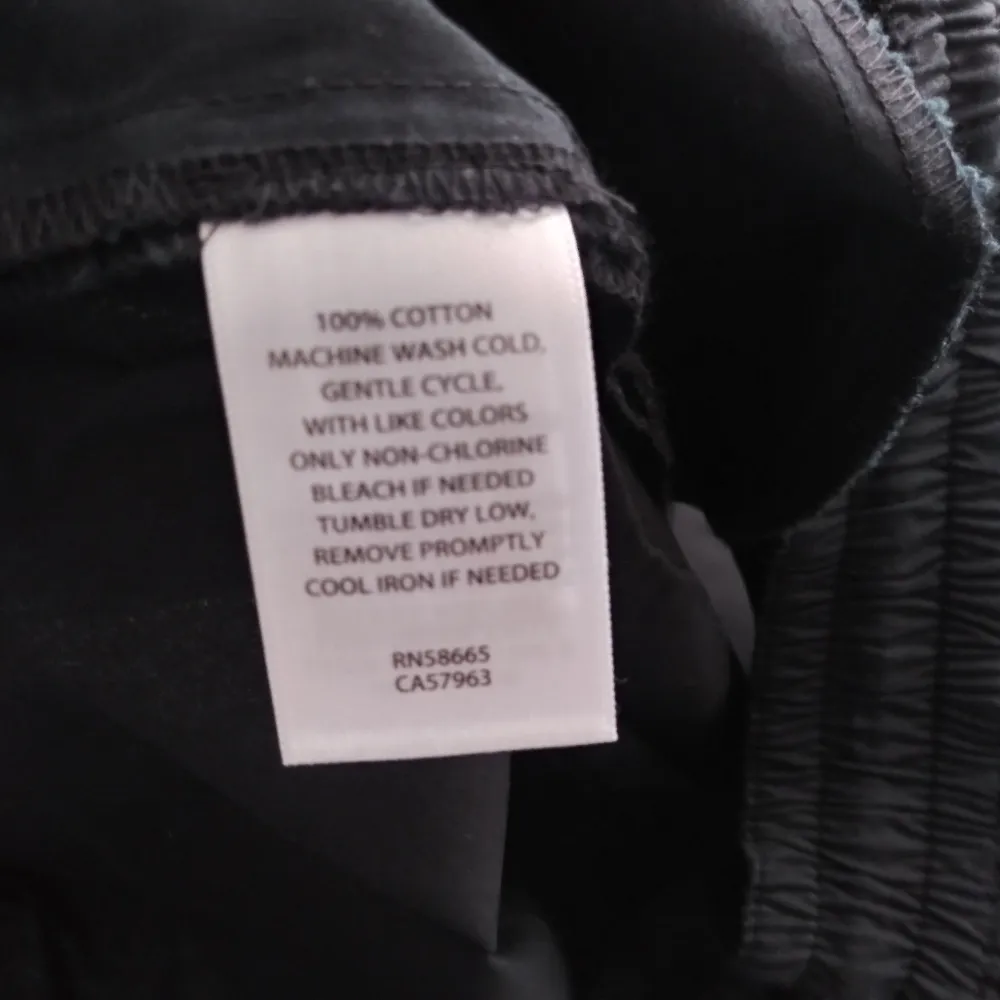 100% COTTON
MACHINE WASH COLD,
GENTLE CYCLE,
WITH LIKE COLORS
ONLY NON-CHLORINE
BLEACH IF NEEDED
TUMBLE DRY LOW,
REMOVE PROMPTLY
COOL IRON IF NEEDED
RN58665
CA57963